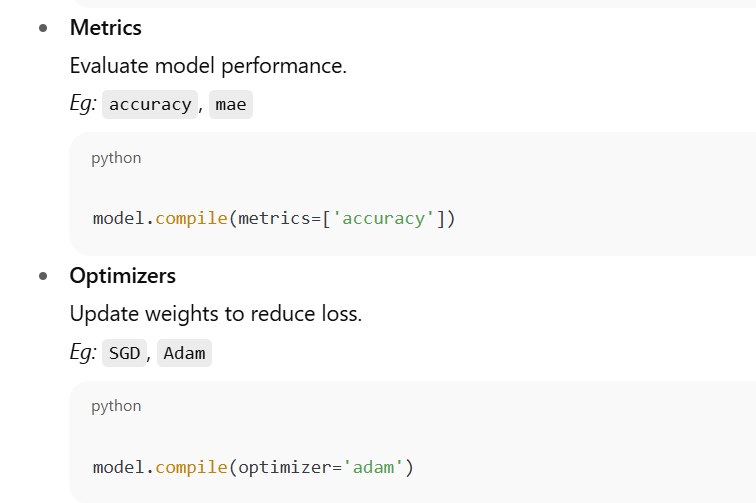 Metrics
Evaluate model performance.
Eg: accuracy, mae
python
model.compile(metrics=['accuracy'])
Optimizers
Update weights to reduce loss.
Eg: SGD, Adam
python
model.compile(optimizer='adam')